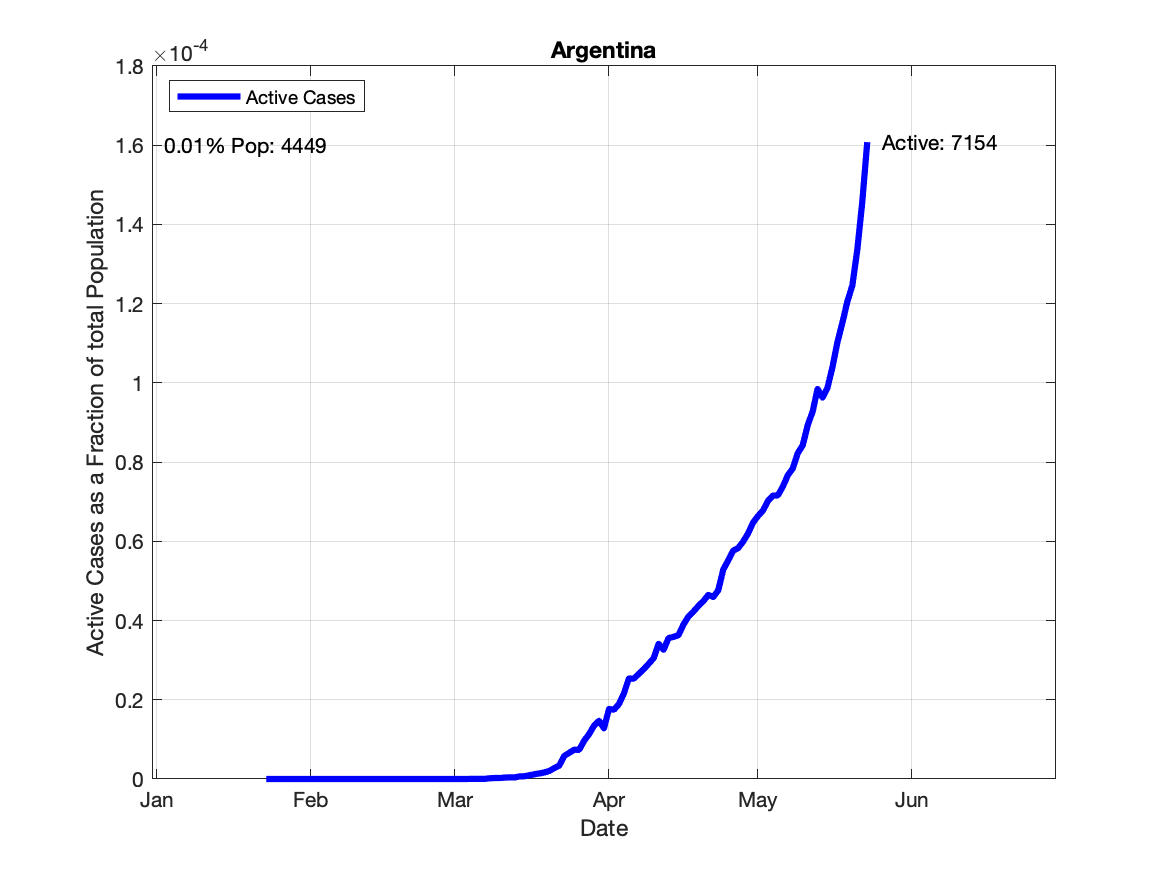 Argentina
×10-4
Active Cases
0.01% Pop: 4449
Active: 7154
Active Cases as a Fraction of total Population
1.8
1.6
1.4
1.2
1
0.8
0.6
0.4
0.2
0
Jan Feb Mar Apr May Jun
Date